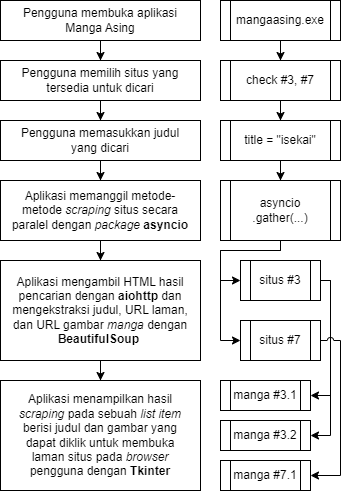 Pengguna membuka aplikasi
Manga Asing
Pengguna memilih situs yang
tersedia untuk dicari
Pengguna memasukkan judul
yang dicari
Aplikasi memanggil metode-
metode scraping situs secara
paralel dengan package asyncio
Aplikasi mengambil HTML hasil
pencarian dengan aiohttp dan
mengekstraksi judul, URL laman,
dan URL gambar manga dengan
BeautifulSoup
Aplikasi menampilkan hasil
scraping pada sebuah list item
berisi judul dan gambar yang
dapat diklik untuk membuka
laman situs pada browser
pengguna dengan Tkinter
mangaasing.exe
check #3, #7
title = "isekai"
asyncio
.gather(...)
situs #3
situs #7
manga #3.1
manga #3.2
manga #7.1